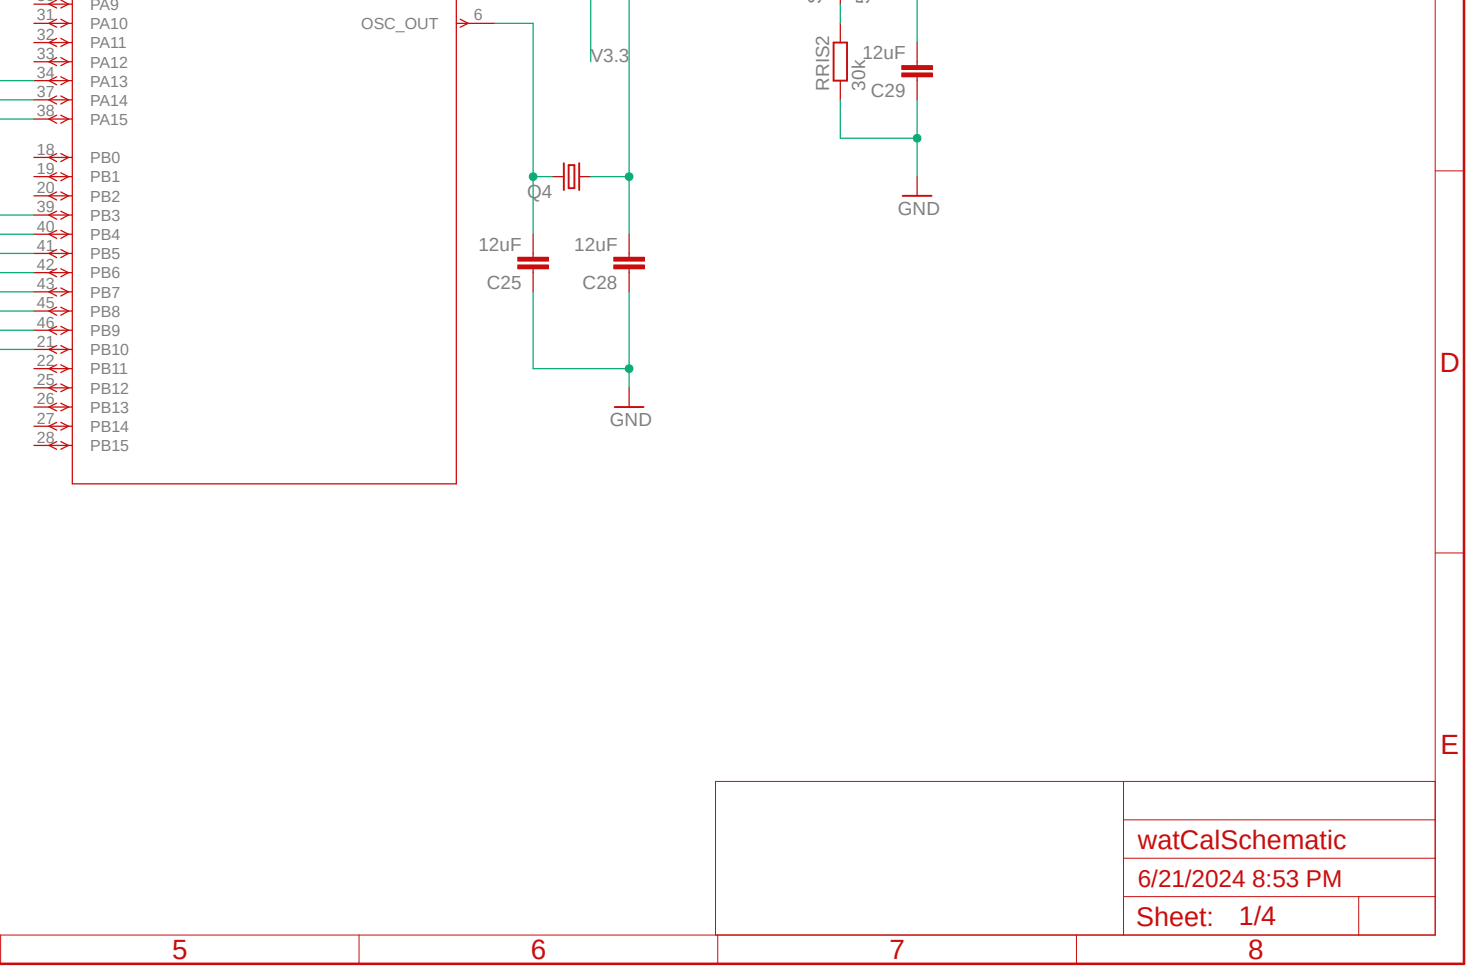 PA9
31 PA10
32 PA11
33 PA12
34 PA13
37 PA14
38 PA15
18 PB0
19 PB1
20 PB2
39 PB3
40 PB4
41 PB5
42 PB6
43 PB7
45 PB8
46 PB9
21 PB10
22 PB11
25 PB12
26 PB13
27 PB14
28 PB15
OSC_OUT 6
V3.3
Q4
12uF
C25
12uF
C28
GND
RRIS2
30k
12uF
C29
GND
D
E
watCalSchematic
6/21/2024 8:53 PM
Sheet: 1/4
5 6 7 8